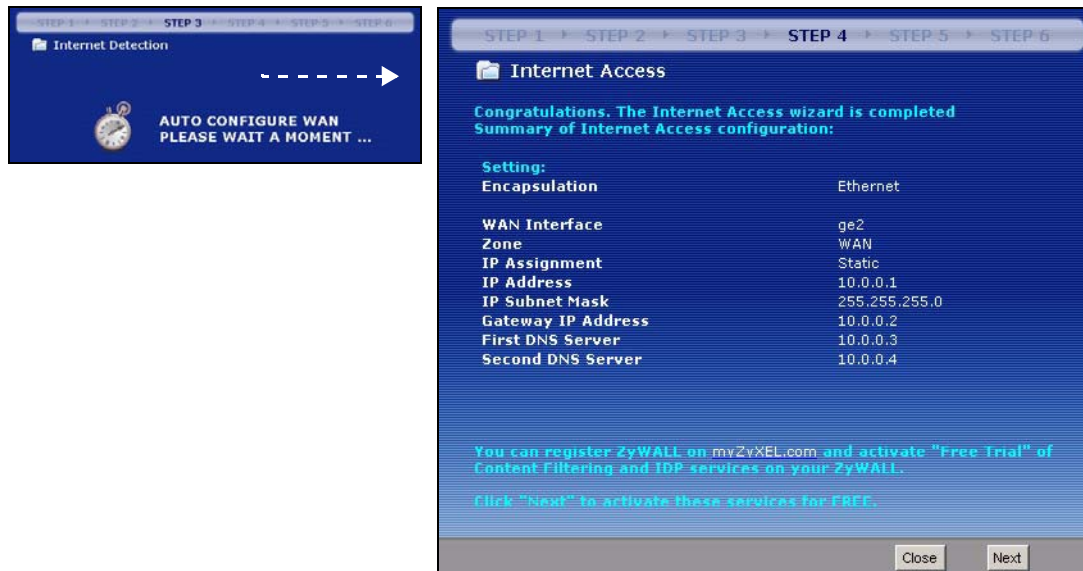 STEP 1 STEP 2 STEP 3 STEP 4 STEP 5 STEP 6
Internet Detection
AUTO CONFIGURE WAN
PLEASE WAIT A MOMENT ...
STEP 1 STEP 2 STEP 3 STEP 4 STEP 5 STEP 6
Internet Access
Congratulations. The Internet Access wizard is completed
Summary of Internet Access configuration:
Setting:
Encapsulation Ethernet
WAN Interface ge2
Zone WAN
IP Assignment Static
IP Address 10.0.0.1
IP Subnet Mask 255.255.255.0
Gateway IP Address 10.0.0.2
First DNS Server 10.0.0.3
Second DNS Server 10.0.0.4
You can register ZyWALL on myZyXEL.com and activate "Free Trial" of
Content Filtering and IDP services on your ZyWALL.
Click "Next" to activate these services for FREE.
Close Next